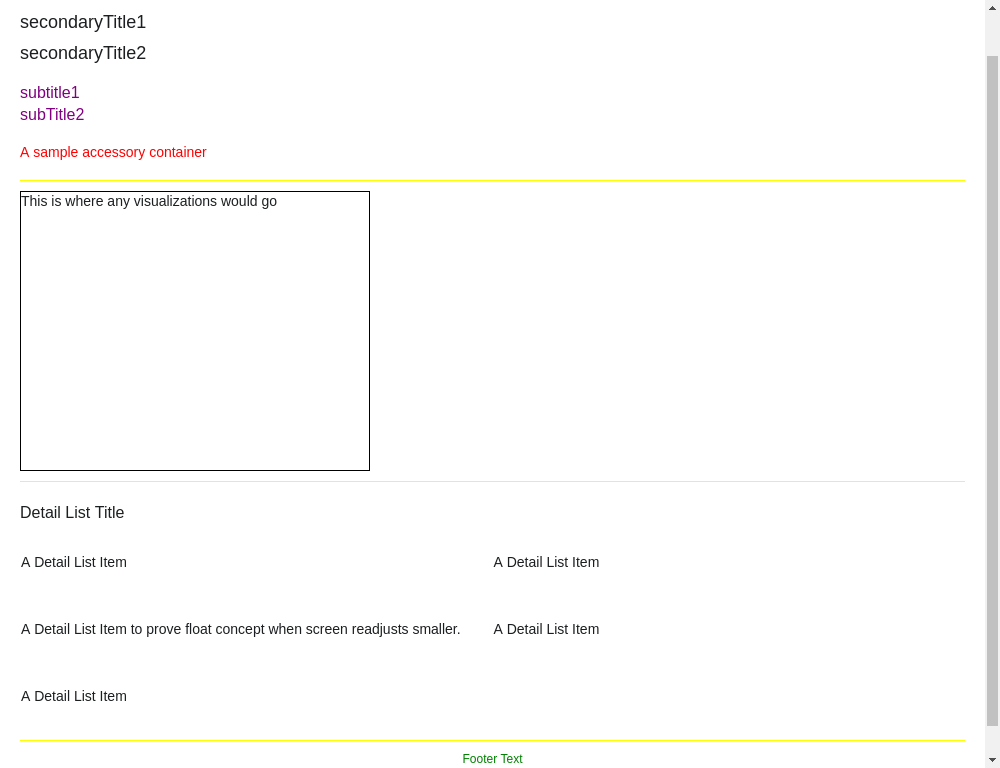 secondaryTitle1
secondaryTitle2
subtitle1
subTitle2
A sample accessory container
This is where any visualizations would go
Detail List Title
A Detail List Item
A Detail List Item
A Detail List Item to prove float concept when screen readjusts smaller.
A Detail List Item
A Detail List Item
Footer Text